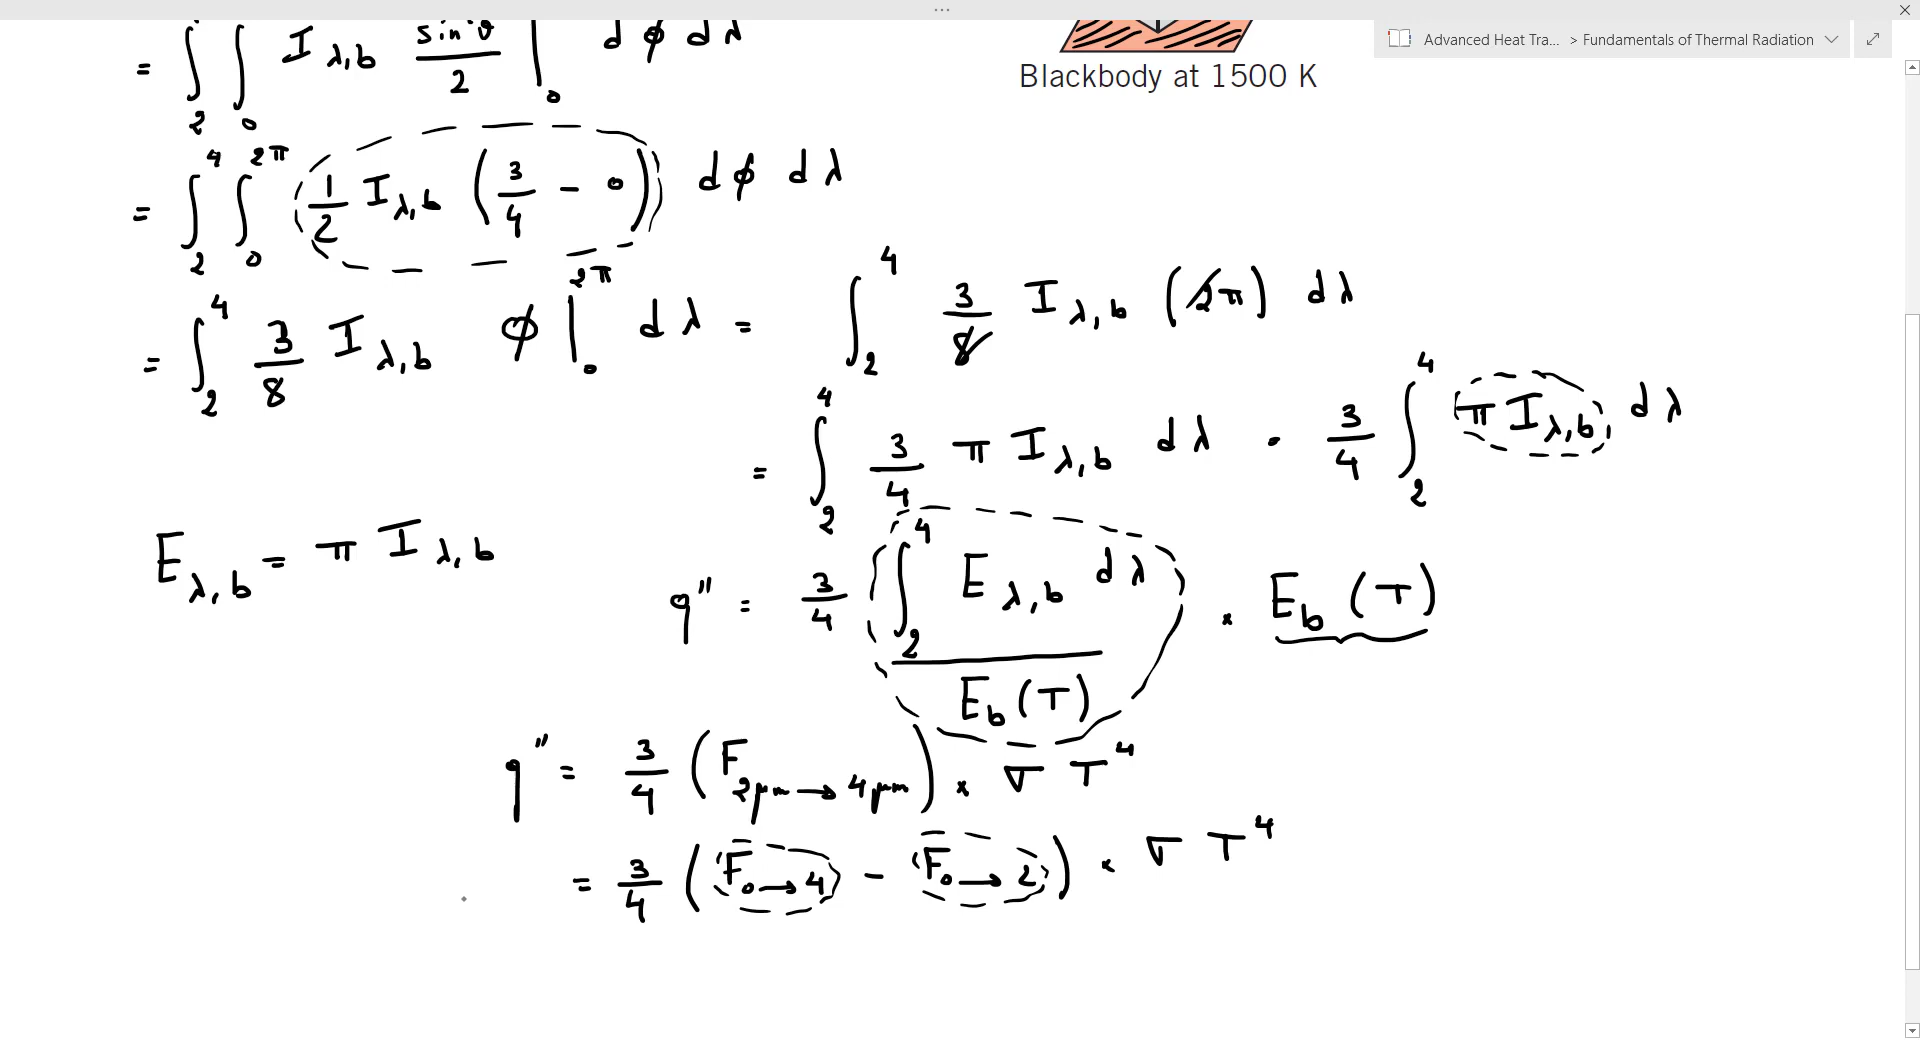 Advanced Heat Tra... > Fundamentals of Thermal Radiation
= ∫₂ ∫₀ I_λ,b sin²θ/2 |₀ dϕ dλ
Blackbody at 1500 K
= ∫₂⁴ ∫₀^2π (1/2 I_λ,b (3/4 - 0)) dϕ dλ
= ∫₂⁴ 3/8 I_λ,b ϕ|₀^2π dλ = ∫₂⁴ 3/8 I_λ,b (2π) dλ
= ∫₂⁴ 3/4 π I_λ,b dλ = 3/4 ∫₂⁴ π I_λ,b, dλ
E_λ,b = π I_λ,b
q" = 3/4 ∫₂⁴ E_λ,b dλ / E_b(T) × E_b(T)
q" = 3/4 (F_2μm→4μm) × σ T⁴
= 3/4 (F_0→4 - F_0→2) × σ T⁴